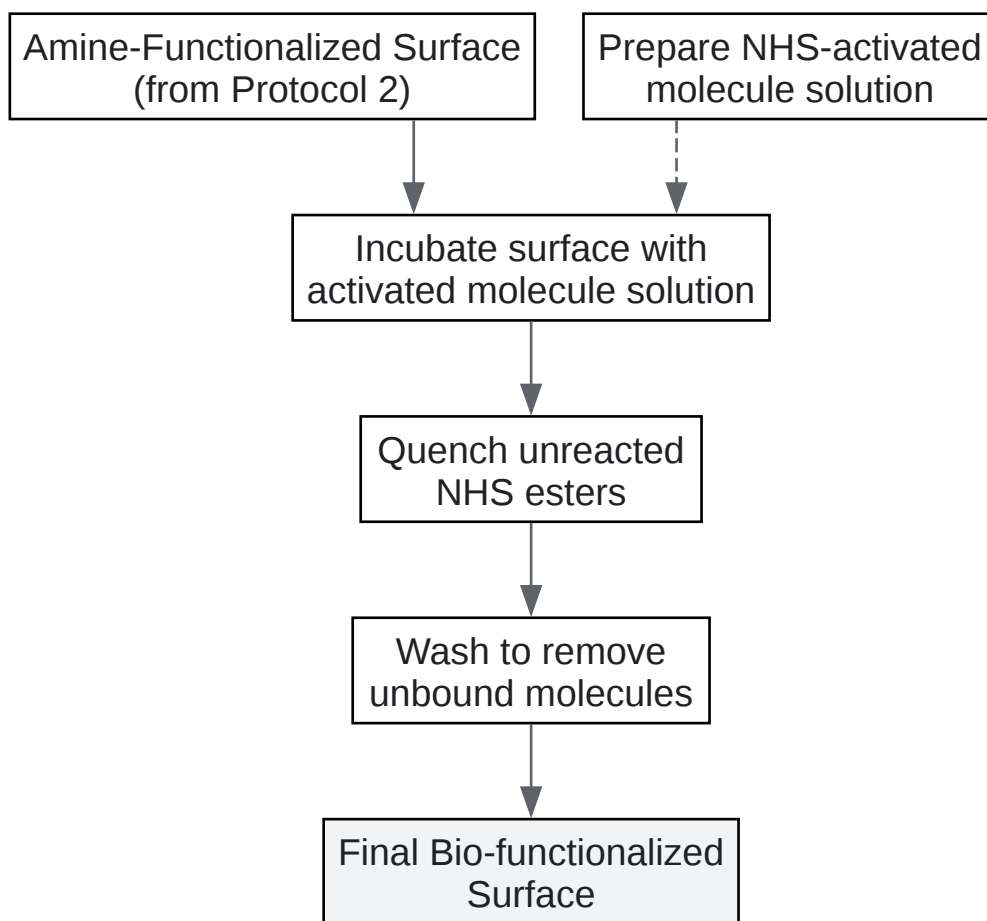 Amine-Functionalized Surface
(from Protocol 2)
Prepare NHS-activated
molecule solution
Incubate surface with
activated molecule solution
Quench unreacted
NHS esters
Wash to remove
unbound molecules
Final Bio-functionalized
Surface